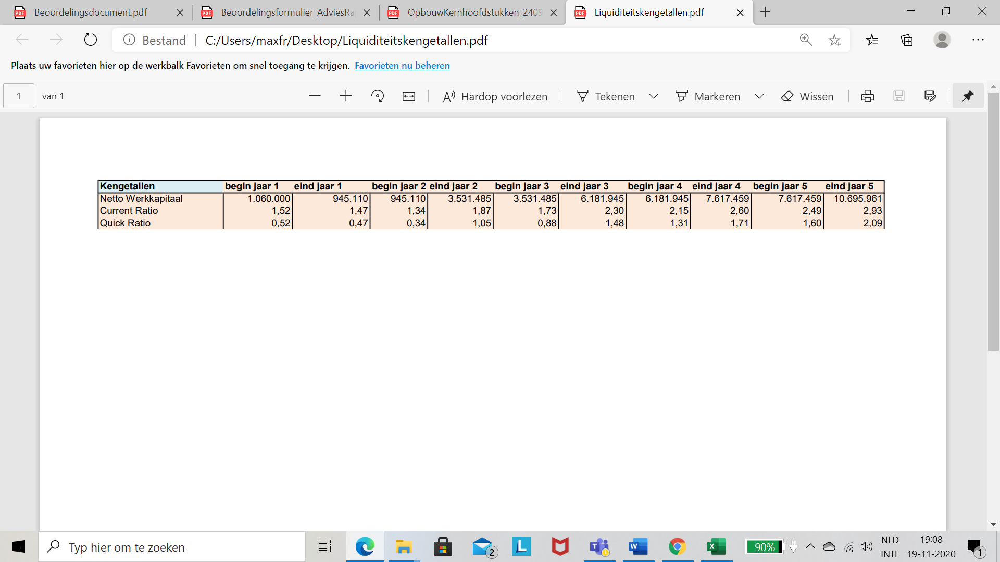 Beoordelingsdocument.pdf
Beoordelingsformulier_AdviesRa
OpbouwKernhoofdstukken_2409
Liquiditeitskengetallen.pdf
Bestand C:/Users/maxfr/Desktop/Liquiditeitskengetallen.pdf
Plaats uw favorieten hier op de werkbalk Favorieten om snel toegang te krijgen. Favorieten nu beheren
1 van 1 Hardop voorlezen Tekenen Markeren Wissen
Kengetallen begin jaar 1 eind jaar 1 begin jaar 2 eind jaar 2 begin jaar 3 eind jaar 3 begin jaar 4 eind jaar 4 begin jaar 5 eind jaar 5
Netto Werkkapitaal 1.060.000 945.110 945.110 3.531.485 3.531.485 6.181.945 6.181.945 7.617.459 7.617.459 10.695.961
Current Ratio 1,52 1,47 1,34 1,87 1,73 2,30 2,15 2,60 2,49 2,93
Quick Ratio 0,52 0,47 0,34 1,05 0,88 1,48 1,31 1,71 1,60 2,09
Typ hier om te zoeken
2
90%
NLD
INTL
19:08
19-11-2020
1